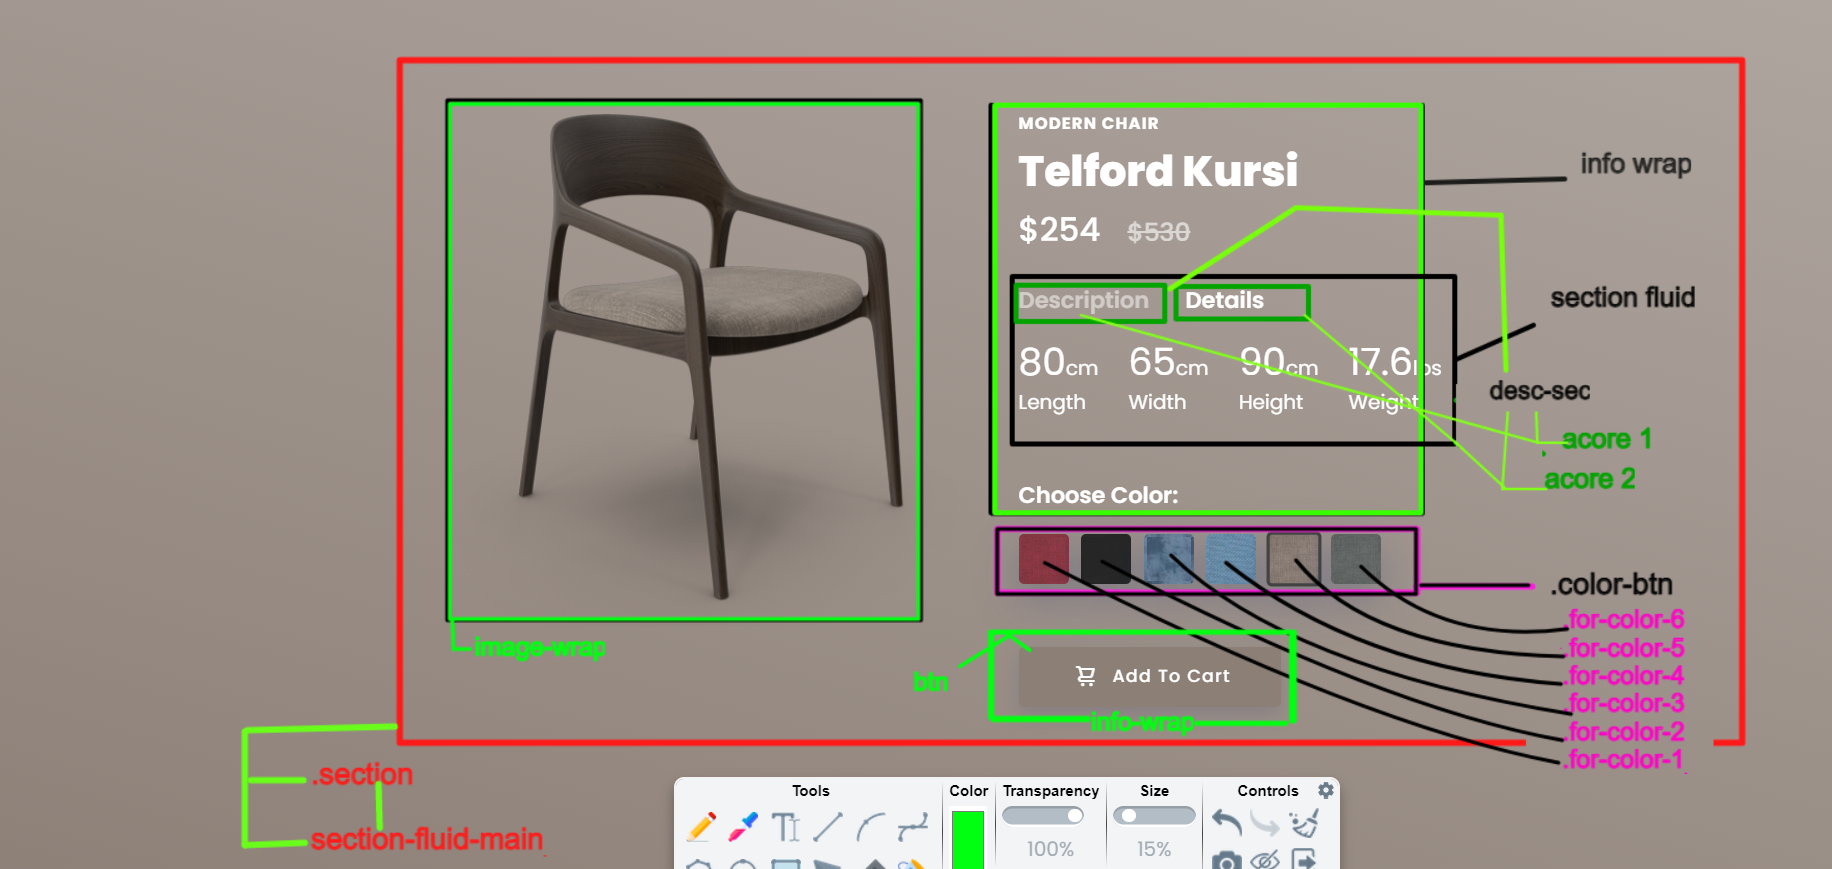 MODERN CHAIR
Telford Kursi
$254 $530
Description Details
80cm 65cm 90cm 17.6lbs
Length Width Height Weight
Choose Color:
Add To Cart
info wrap
section fluid
desc-sec
acore 1
acore 2
.color-btn
.for-color-6
.for-color-5
.for-color-4
.for-color-3
.for-color-2
.for-color-1
image-wrap
btn
info-wrap
.section
section-fluid-main
Tools Color Transparency Size Controls
100% 15%